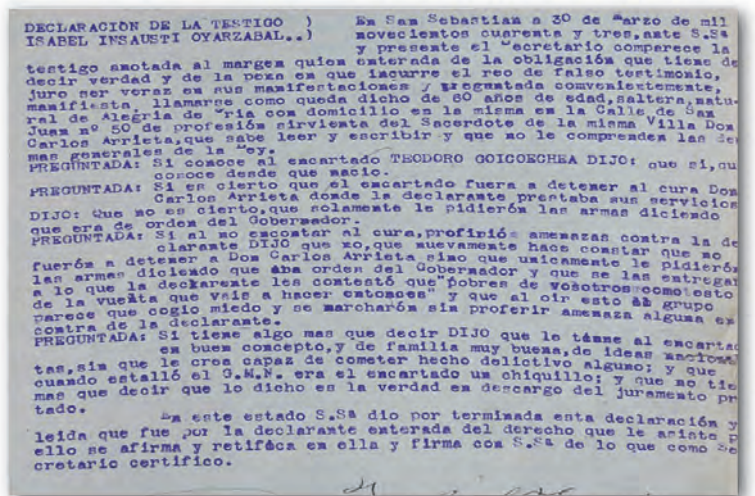 DECLARACION DE LA TESTIGO ) En San Sebastian a 30 de Marzo de mil
ISABEL INSAUSTI OYARZABAL..) novecientos cuarenta y tres,ante S.Sª
y presente el Secretario comparece la
testigo anotada al margen quien enterada de la obligación que tiene de
decir verdad y de la pena en que incurre el reo de falso testimonio,
juro ser veraz en sus manifestaciones y preguntada convenientemente,
manifiesta, llamarse como queda dicho de 60 años de edad,saltera,natu-
ral de Alegria de Oria con domicilio en la misma en la Calle de San
Juan nº 50 de profesión sirvienta del Sacerdote de la misma Villa Don
Carlos Arrieta,que sabe leer y escribir y que no le comprenden las de
mas generales de la Ley.
PREGUNTADA: Si conoce al encartado TEODORO GOICOECHEA DIJO: que si,qu
conoce desde que nacio.
PREGUNTADA: Si es cierto que el encartado fuera a detener al cura Don
Carlos Arrieta donde la declarante prestaba sus servicios
DIJO: Que no es cierto,que solamente le pidierón las armas diciendo
que era de orden del Gobernador.
PREGUNTADA: Si al no encontar al cura,profirió amenazas contra la de
clarante DIJO que no,que nuevamente hace constar que no
fuerón a detener a Don Carlos Arrieta sino que unicamente le pidierón
las armas diciendo que orden del Gobernador y que se las entregar
a lo que la declarente les contestó que"pobres de vosotros como esto
de la vuelta que vais a hacer entonces" y que al oir esto grupo
parece que cogio miedo y se marcharón sin proferir amenaza alguna en
contra de la declarante.
PREGUNTADA: Si tiene algo mas que decir DIJO que le tiene al encartad
en buen concepto,y de familia muy buena,de ideas nacional
tas,sin que le crea capaz de cometer hecho delictivo alguno; y que
cuando estalló el G.M.N. era el encartado un chiquillo; y que no tie
mas que decir que lo dicho es la verdad en descargo del juramento pr
tado.
En este estado S.Sª dio por terminada esta declaración y
leida que fue por la declarante enterada del derecho que le asiste p
ello se afirma y retifica en ella y firma con S.Sª de lo que como Se
cretario certifico.